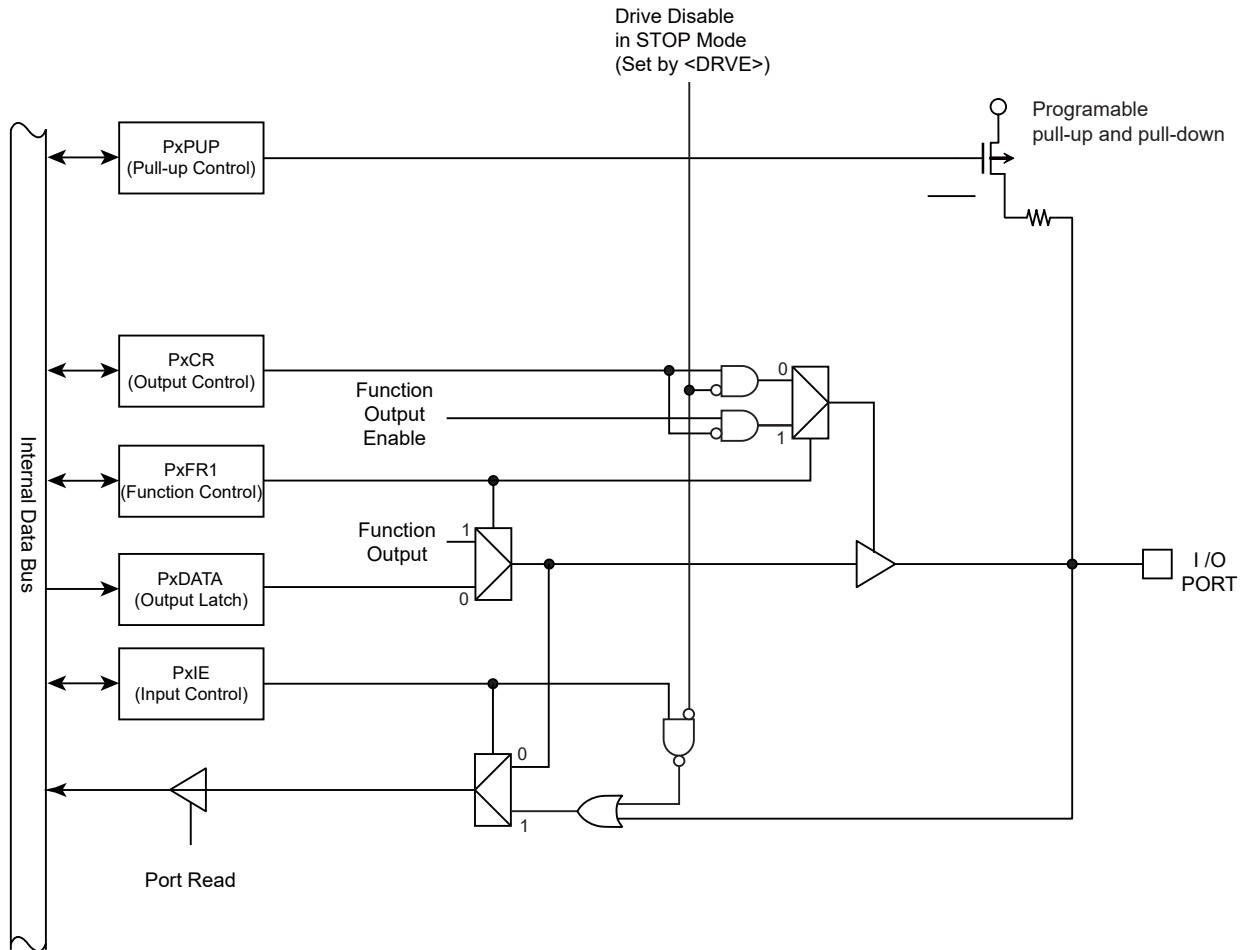 Drive Disable
in STOP Mode
(Set by <DRVE>)
Programable
pull-up and pull-down
PxPUP
(Pull-up Control)
PxCR
(Output Control)
0
Function
Output
Enable
1
Internal Data Bus
PxFR1
(Function Control)
Function
Output
1
0
PxDATA
(Output Latch)
I /O
PORT
PxIE
(Input Control)
0
1
Port Read